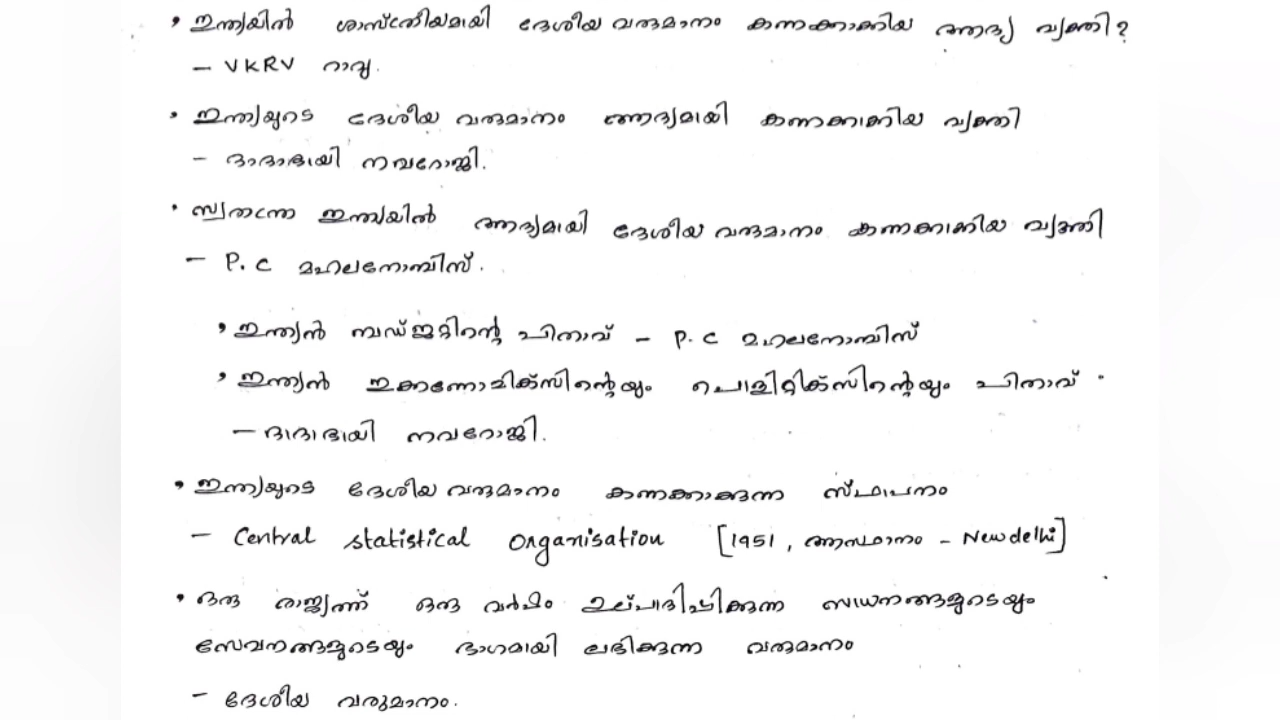 • ഇന്ത്യയിൽ ശാസ്ത്രീയമായി ദേശീയ വരുമാനം കണക്കാക്കിയ ആദ്യ വ്യക്തി?
– VKRV റാവു.
• ഇന്ത്യയുടെ ദേശീയ വരുമാനം ആദ്യമായി കണക്കാക്കിയ വ്യക്തി
– ദാദാഭായി നവറോജി.
• സ്വതന്ത്ര ഇന്ത്യയിൽ ആദ്യമായി ദേശീയ വരുമാനം കണക്കാക്കിയ വ്യക്തി
– P. C മഹലനോബിസ്.
• ഇന്ത്യൻ ബഡ്ജറ്റിന്റെ പിതാവ് – P. C മഹലനോബിസ്
• ഇന്ത്യൻ ഇക്കണോമിക്സിന്റെയും പൊളിറ്റിക്സിന്റെയും പിതാവ്
– ദാദാഭായി നവറോജി.
• ഇന്ത്യയുടെ ദേശീയ വരുമാനം കണക്കാക്കുന്ന സ്ഥാപനം
– Central statistical organisation [1951, ആസ്ഥാനം – Newdelhi]
• ഒരു രാജ്യത്ത് ഒരു വർഷം ഉല്പാദിപ്പിക്കുന്ന സാധനങ്ങളുടെയും
സേവനങ്ങളുടെയും ഭാഗമായി ലഭിക്കുന്ന വരുമാനം
– ദേശീയ വരുമാനം.